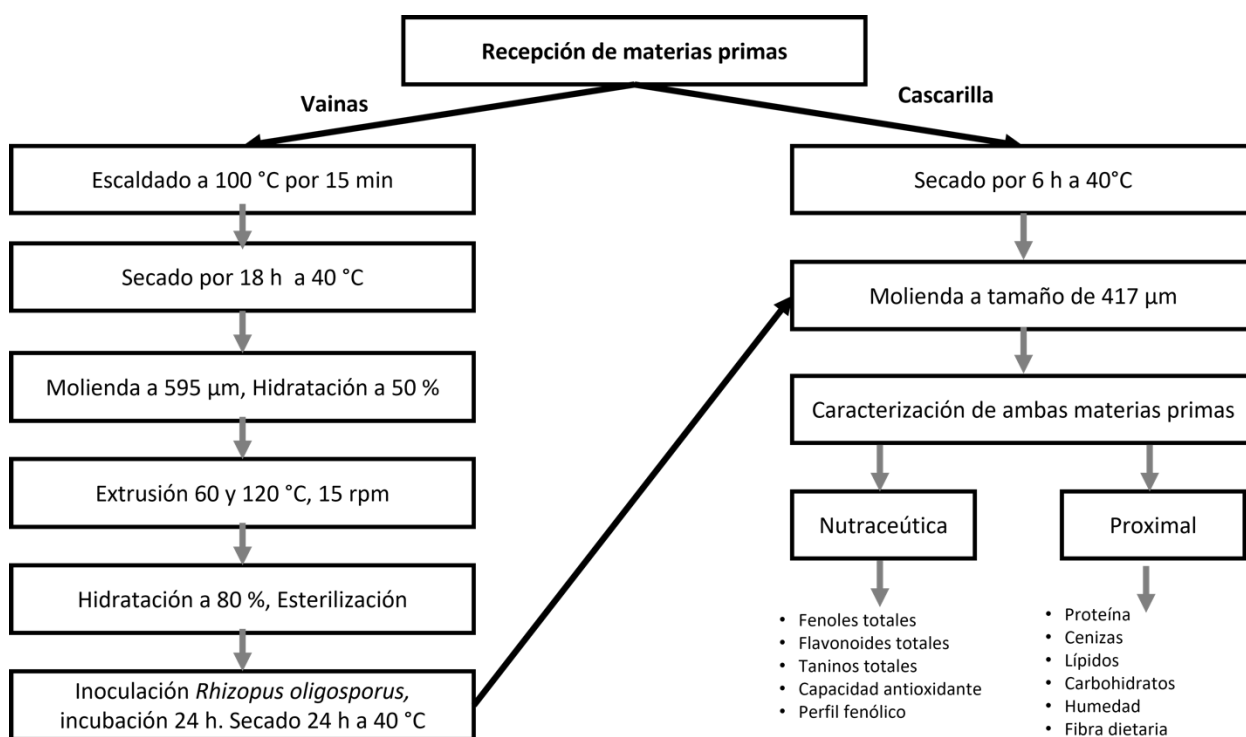 Recepción de materias primas
Vainas
Cascarilla
Escaldado a 100 °C por 15 min
Secado por 18 h a 40 °C
Molienda a 595 µm, Hidratación a 50 %
Extrusión 60 y 120 °C, 15 rpm
Hidratación a 80 %, Esterilización
Inoculación Rhizopus oligosporus,
incubación 24 h. Secado 24 h a 40 °C
Secado por 6 h a 40°C
Molienda a tamaño de 417 µm
Caracterización de ambas materias primas
Nutraceútica
• Fenoles totales
• Flavonoides totales
• Taninos totales
• Capacidad antioxidante
• Perfil fenólico
Proximal
• Proteína
• Cenizas
• Lípidos
• Carbohidratos
• Humedad
• Fibra dietaria